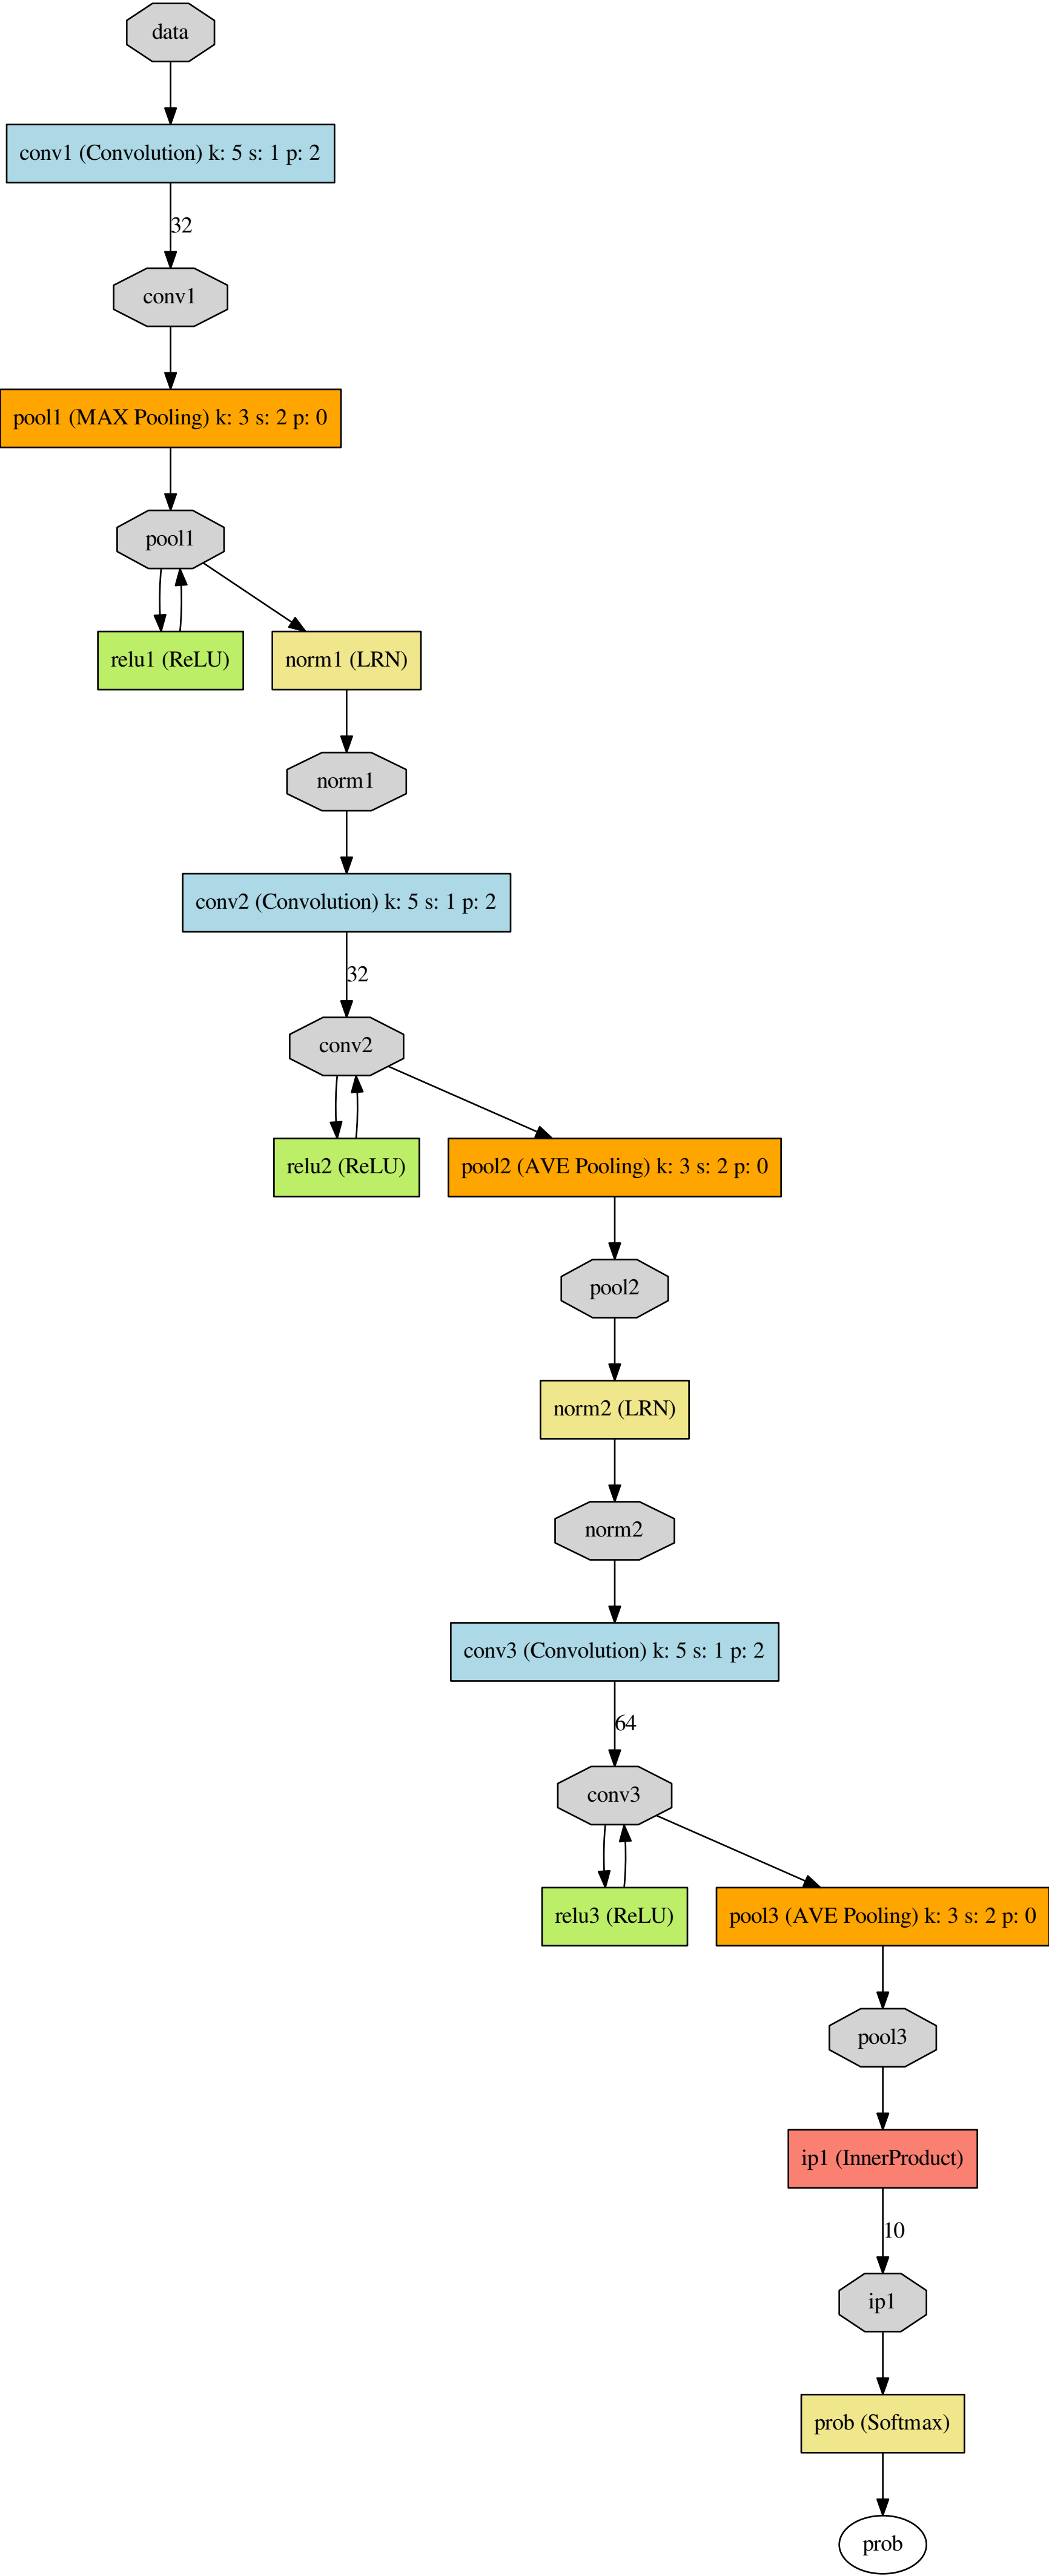 data
conv1 (Convolution) k: 5 s: 1 p: 2
32
conv1
pool1 (MAX Pooling) k: 3 s: 2 p: 0
pool1
relu1 (ReLU)
norm1 (LRN)
norm1
conv2 (Convolution) k: 5 s: 1 p: 2
32
conv2
relu2 (ReLU)
pool2 (AVE Pooling) k: 3 s: 2 p: 0
pool2
norm2 (LRN)
norm2
conv3 (Convolution) k: 5 s: 1 p: 2
64
conv3
relu3 (ReLU)
pool3 (AVE Pooling) k: 3 s: 2 p: 0
pool3
ip1 (InnerProduct)
10
ip1
prob (Softmax)
prob